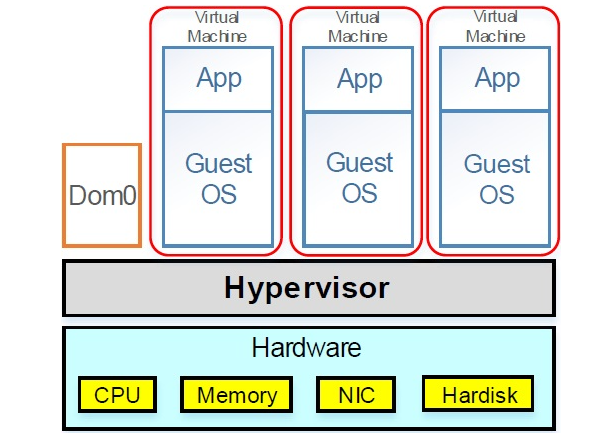 Virtual
Machine
Virtual
Machine
Virtual
Machine
App
App
App
Guest
OS
Guest
OS
Guest
OS
Dom0
Hypervisor
Hardware
CPU
Memory
NIC
Hardisk